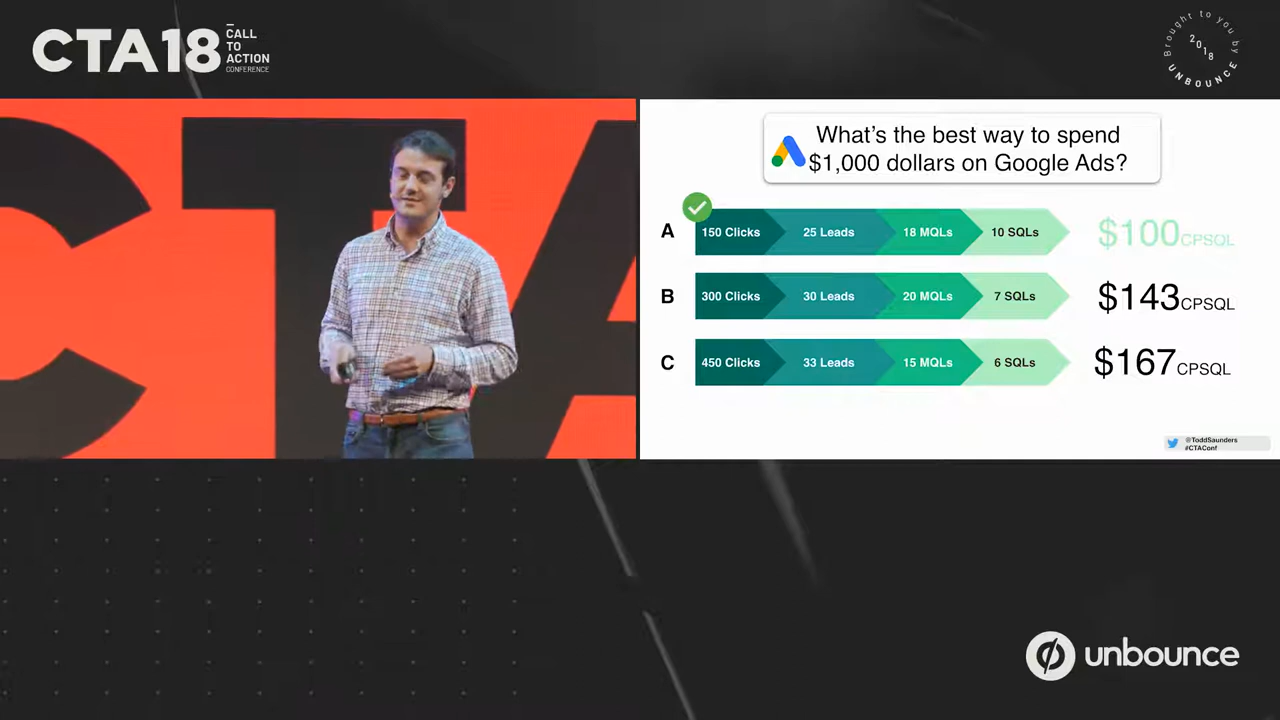 CTA18
CALL
TO
ACTION
CONFERENCE
Brought to you by
2018
UNBOUNCE
CTA
What's the best way to spend
$1,000 dollars on Google Ads?
A
150 Clicks
25 Leads
18 MQLs
10 SQLs
$100CPSQL
B
300 Clicks
30 Leads
20 MQLs
7 SQLs
$143CPSQL
C
450 Clicks
33 Leads
15 MQLs
6 SQLs
$167CPSQL
@ToddSaunders
#CTAConf
unbounce